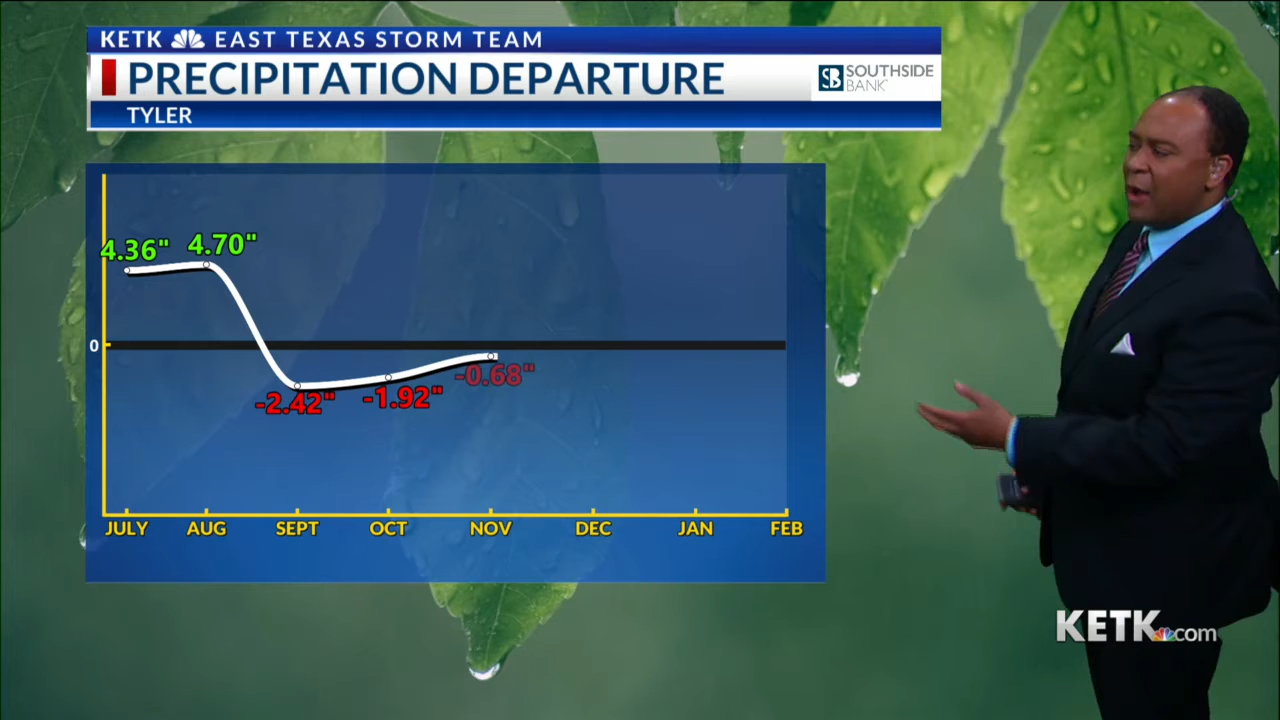 KETK EAST TEXAS STORM TEAM
PRECIPITATION DEPARTURE
SB SOUTHSIDE
BANK
TYLER
4.36" 4.70"
0
-2.42" -1.92" -0.68"
JULY AUG SEPT OCT NOV DEC JAN FEB
KETK.com